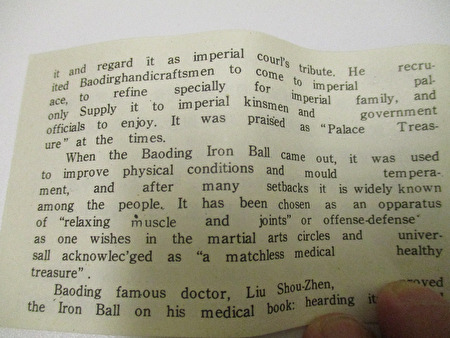 it and regard it as imperial courl's tribute. He recru-
ited Baodirghandicraftsmen to come to imperial pal-
ace, to refine specially for imperial family, and
only Supply it to imperial kinsmen and government
officials to enjoy. It was praised as "Palace Treas-
ure" at the times.
When the Baoding Iron Ball came out, it was used
to improve physical conditions and mould tempera-
ment, and after many setbacks it is widely known
among the people. It has been chosen as an opparatus
of "relaxing muscle and joints" or offense-defense
as one wishes in the martial arts circles and univer-
sall acknowlec'ged as "a matchless medical healthy
treasure".
Baoding famous doctor, Liu Shou-Zhen,
the Iron Ball on his medical book: hearding